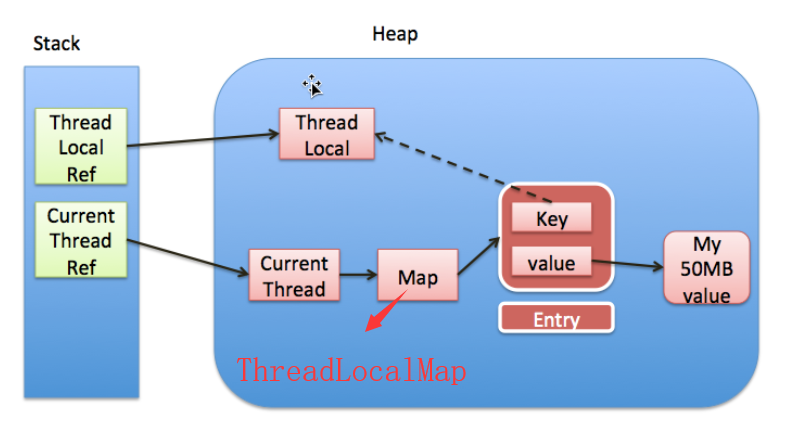 Stack
Heap
Thread
Local
Ref
Thread
Local
Current
Thread
Ref
Key
value
My
50MB
value
Current
Thread
Map
Entry
ThreadLocalMap